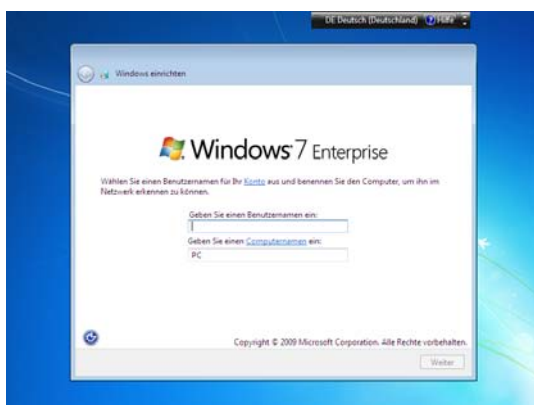 DE Deutsch (Deutschland) Hilfe
Windows einrichten
Windows 7 Enterprise
Wählen Sie einen Benutzernamen für Ihr Konto aus und benennen Sie den Computer, um ihn im
Netzwerk erkennen zu können.
Geben Sie einen Benutzernamen ein:
Geben Sie einen Computernamen ein:
PC
Copyright © 2009 Microsoft Corporation. Alle Rechte vorbehalten.
Weiter